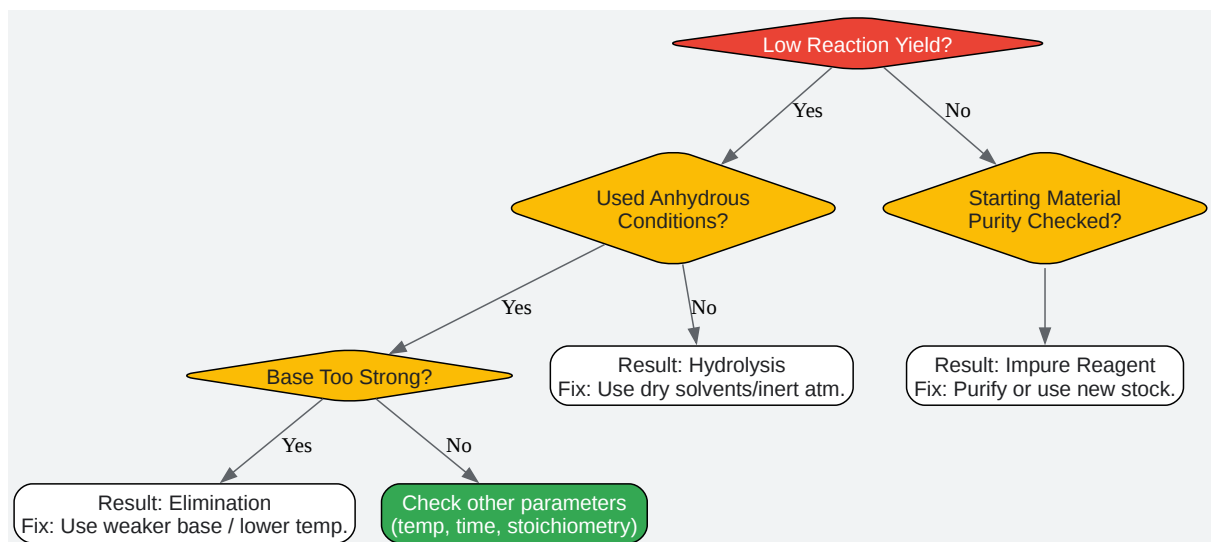 Low Reaction Yield?
Yes
No
Used Anhydrous
Conditions?
Starting Material
Purity Checked?
Yes
No
Base Too Strong?
Result: Hydrolysis
Fix: Use dry solvents/inert atm.
Result: Impure Reagent
Fix: Purify or use new stock.
Yes
No
Result: Elimination
Fix: Use weaker base / lower temp.
Check other parameters
(temp, time, stoichiometry)